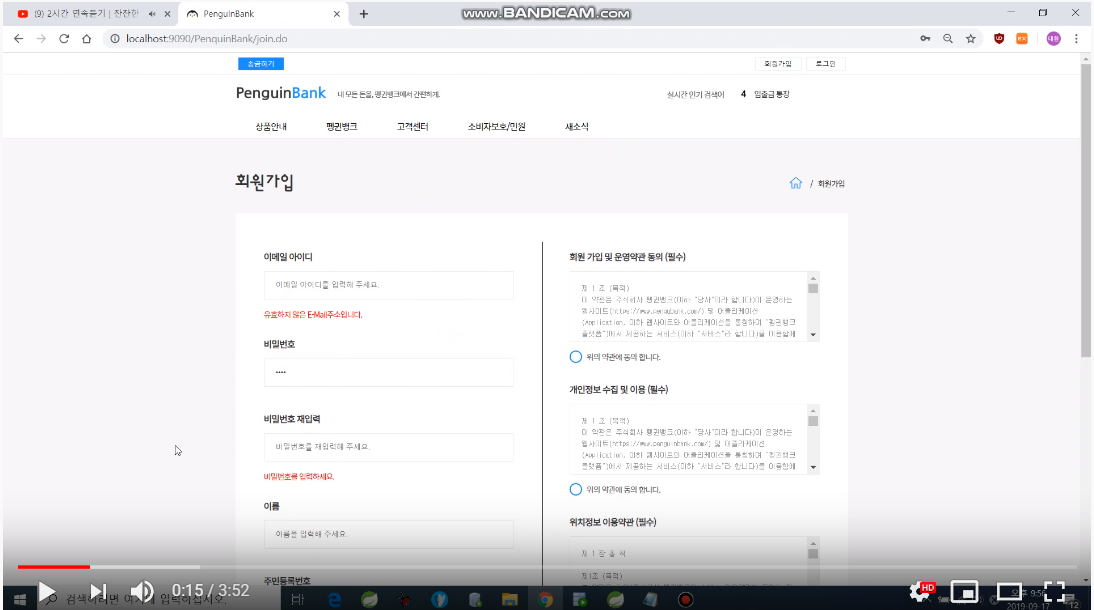 (9) 2시간 연속듣기 | 잔잔한
PenguinBank
www.BANDICAM.com
localhost:9090/PenquinBank/join.do
송금하기
회원가입
로그인
PenguinBank 내 모든 돈을, 펭귄뱅크에서 간편하게.
실시간 인기 검색어 4 입출금 통장
상품안내 펭귄뱅크 고객센터 소비자보호/민원 새소식
회원가입
/ 회원가입
이메일 아이디
이메일 아이디를 입력해 주세요.
유효하지 않은 E-Mail주소입니다.
비밀번호
••••
비밀번호 재입력
비밀번호를 재입력해 주세요.
비밀번호를 입력하세요.
이름
이름을 입력해 주세요.
주민등록번호
회원 가입 및 운영약관 동의 (필수)
제 1 조 (목적)
이 약관은 주식회사 펭귄뱅크(이하 "당사"이라 합니다)이 운영하는
(Application, 이하 웹사이트와 어플리케이션을 통칭하여 "펭귄뱅크
플랫폼")에서 제공하는 서비스(이하 "서비스"라 합니다)를 이용함에
위의 약관에 동의 합니다.
개인정보 수집 및 이용 (필수)
제 1 조 (목적)
이 약관은 주식회사 펭귄뱅크(이하 "당사"이라 합니다)이 운영하는
웹사이트(https://www.penguinbank.com/) 및 어플리케이션
(Application, 이하 웹사이트와 어플리케이션을 통칭하여 "펭귄뱅크
플랫폼")에서 제공하는 서비스(이하 "서비스"라 합니다)를 이용함에
위의 약관에 동의 합니다.
위치정보 이용약관 (필수)
제 1 장 총 칙
제1조 (목적)
0:15 / 3:52
HD
검색하려면 여기에 입력하십시오.
오후 9:56
2019-09-17
12